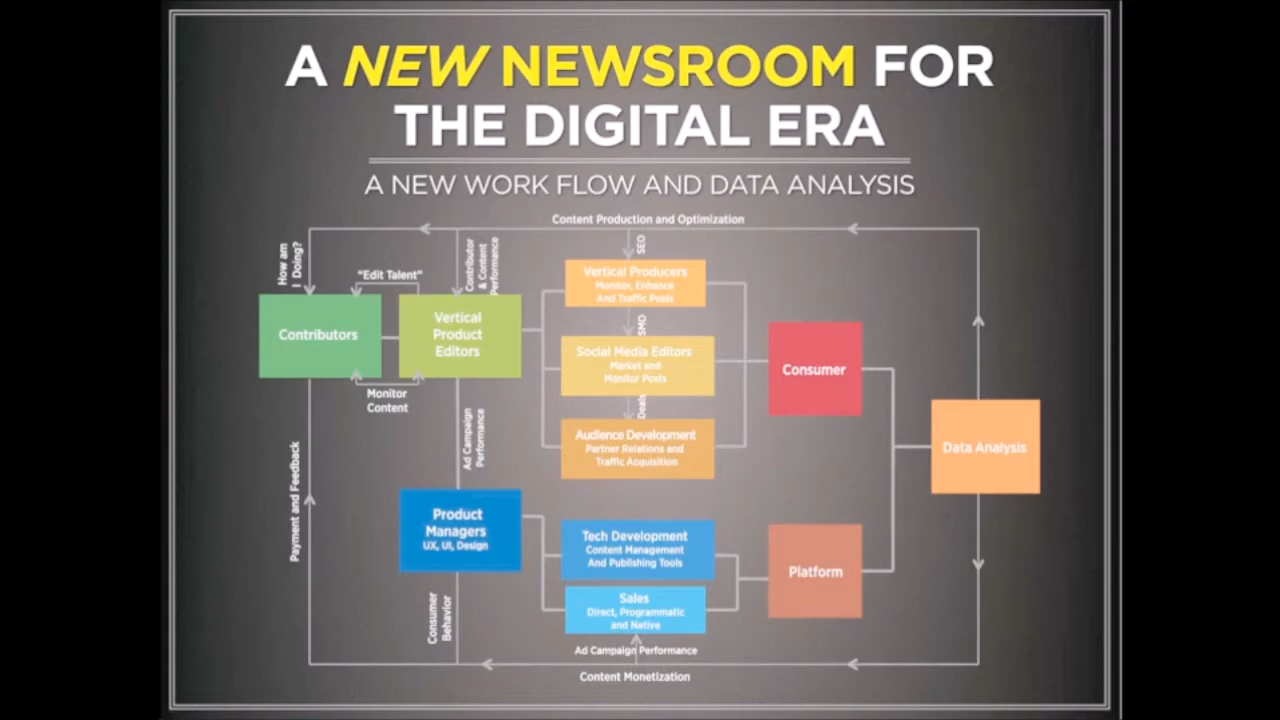 A NEW NEWSROOM FOR
THE DIGITAL ERA
A NEW WORK FLOW AND DATA ANALYSIS
Content Production and Optimization
How am
I Doing?
"Edit Talent"
Contributor
& Content
Performance
SEO
Vertical Producers
Monitor, Enhance
And Traffic Posts
Contributors
Vertical
Product
Editors
SMO
Social Media Editors
Market and
Monitor Posts
Consumer
Monitor
Content
Deals
Audience Development
Partner Relations and
Traffic Acquisition
Ad Campaign
Performance
Data Analysis
Payment and Feedback
Product
Managers
UX, UI, Design
Tech Development
Content Management
And Publishing Tools
Platform
Sales
Direct, Programmatic
and Native
Consumer
Behavior
Ad Campaign Performance
Content Monetization